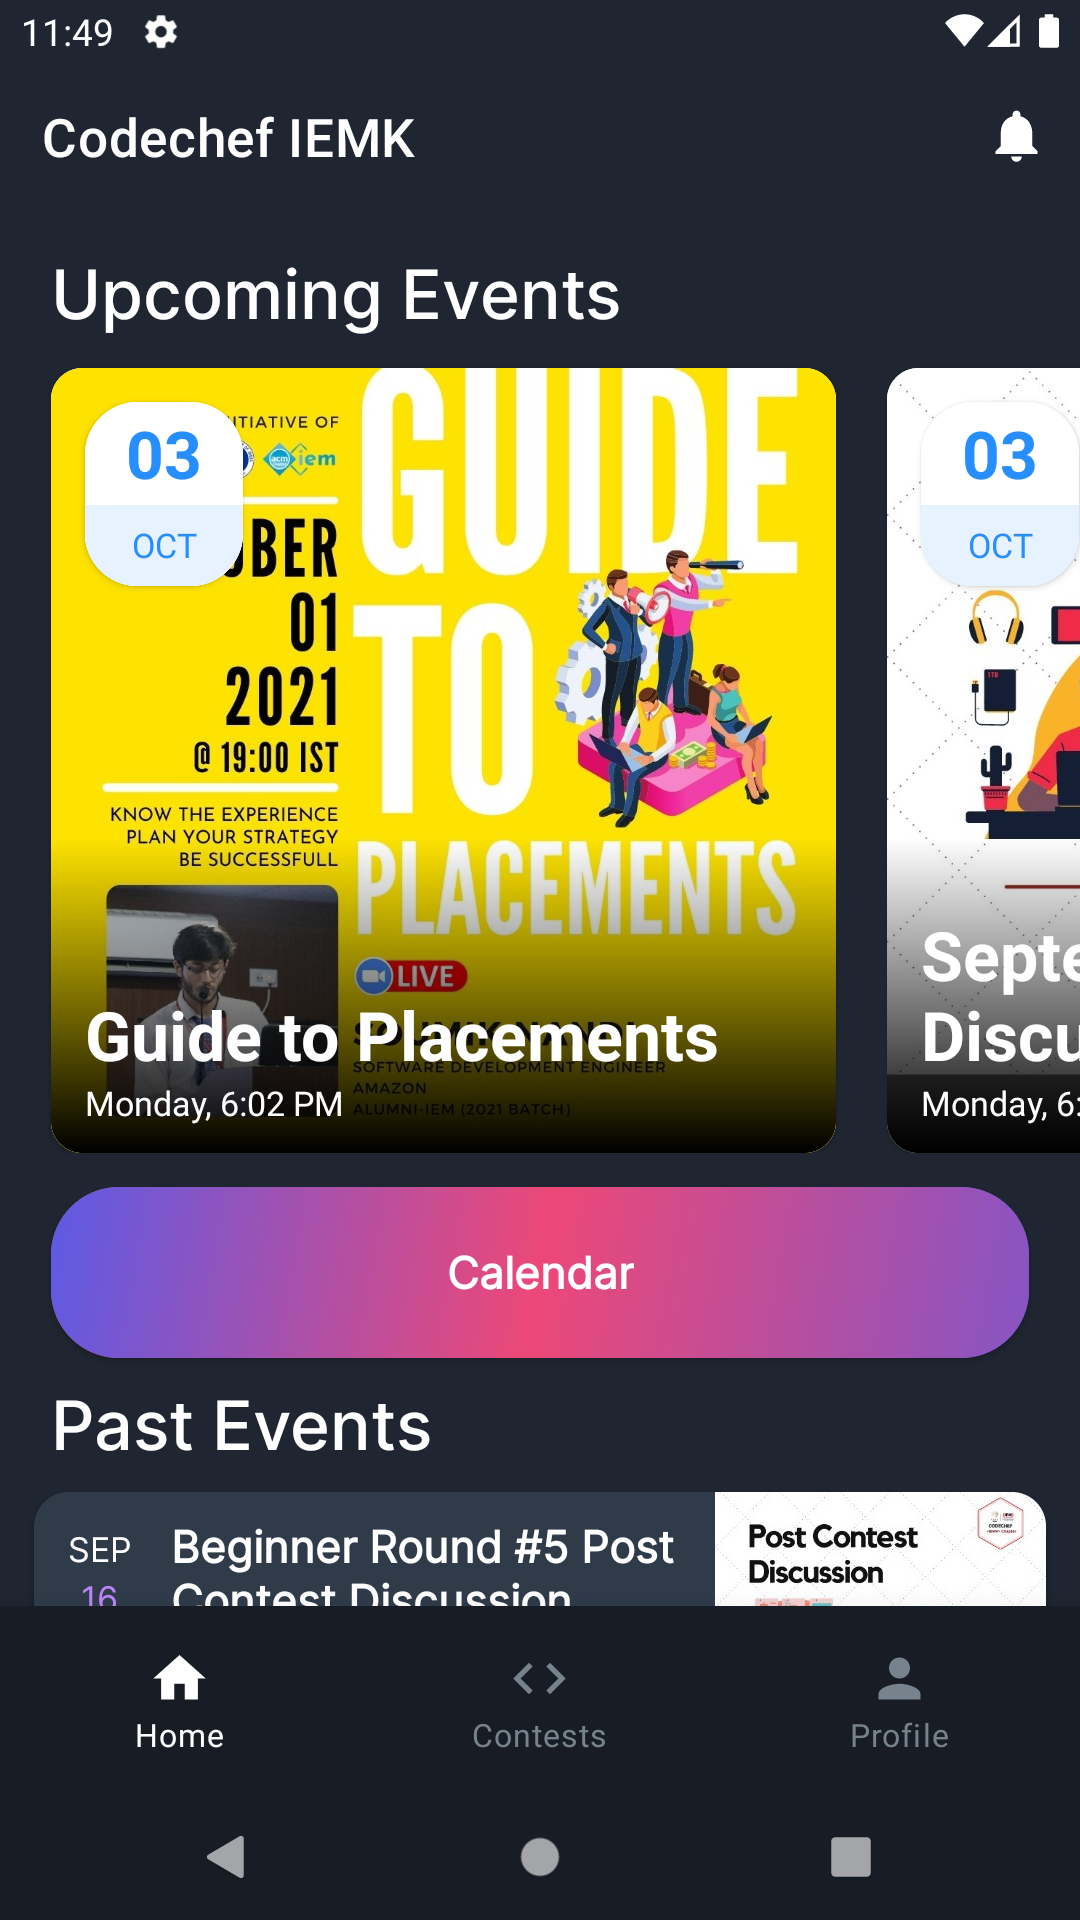 11:49
Codechef IEMK
Upcoming Events
03
OCT
ITIATIVE OF
acm
iem
BER
01
2021
@ 19:00 IST
KNOW THE EXPERIENCE
PLAN YOUR STRATEGY
BE SUCCESSFULL
GUIDE
TO
PLACEMENTS
LIVE
SOFTWARE DEVELOPMENT ENGINEER
AMAZON
ALUMNI-IEM (2021 BATCH)
Guide to Placements
Monday, 6:02 PM
03
OCT
1TB
Septe
Discu
Monday, 6:
Calendar
Past Events
SEP
16
Beginner Round #5 Post
Contest Discussion
Post Contest
Discussion
CODECHEF
Home
Contests
Profile